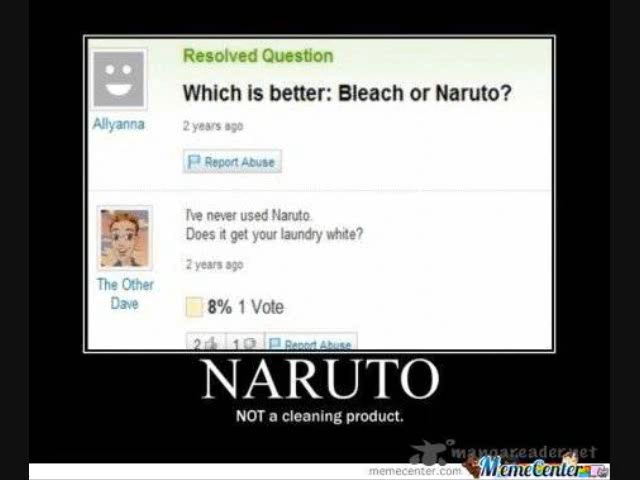 Resolved Question
Which is better: Bleach or Naruto?
Allyanna
2 years ago
Report Abuse
I've never used Naruto.
Does it get your laundry white?
2 years ago
The Other
Dave
8% 1 Vote
2 1 Report Abuse
NARUTO
NOT a cleaning product.
mangareader.net
memecenter.com MemeCenter